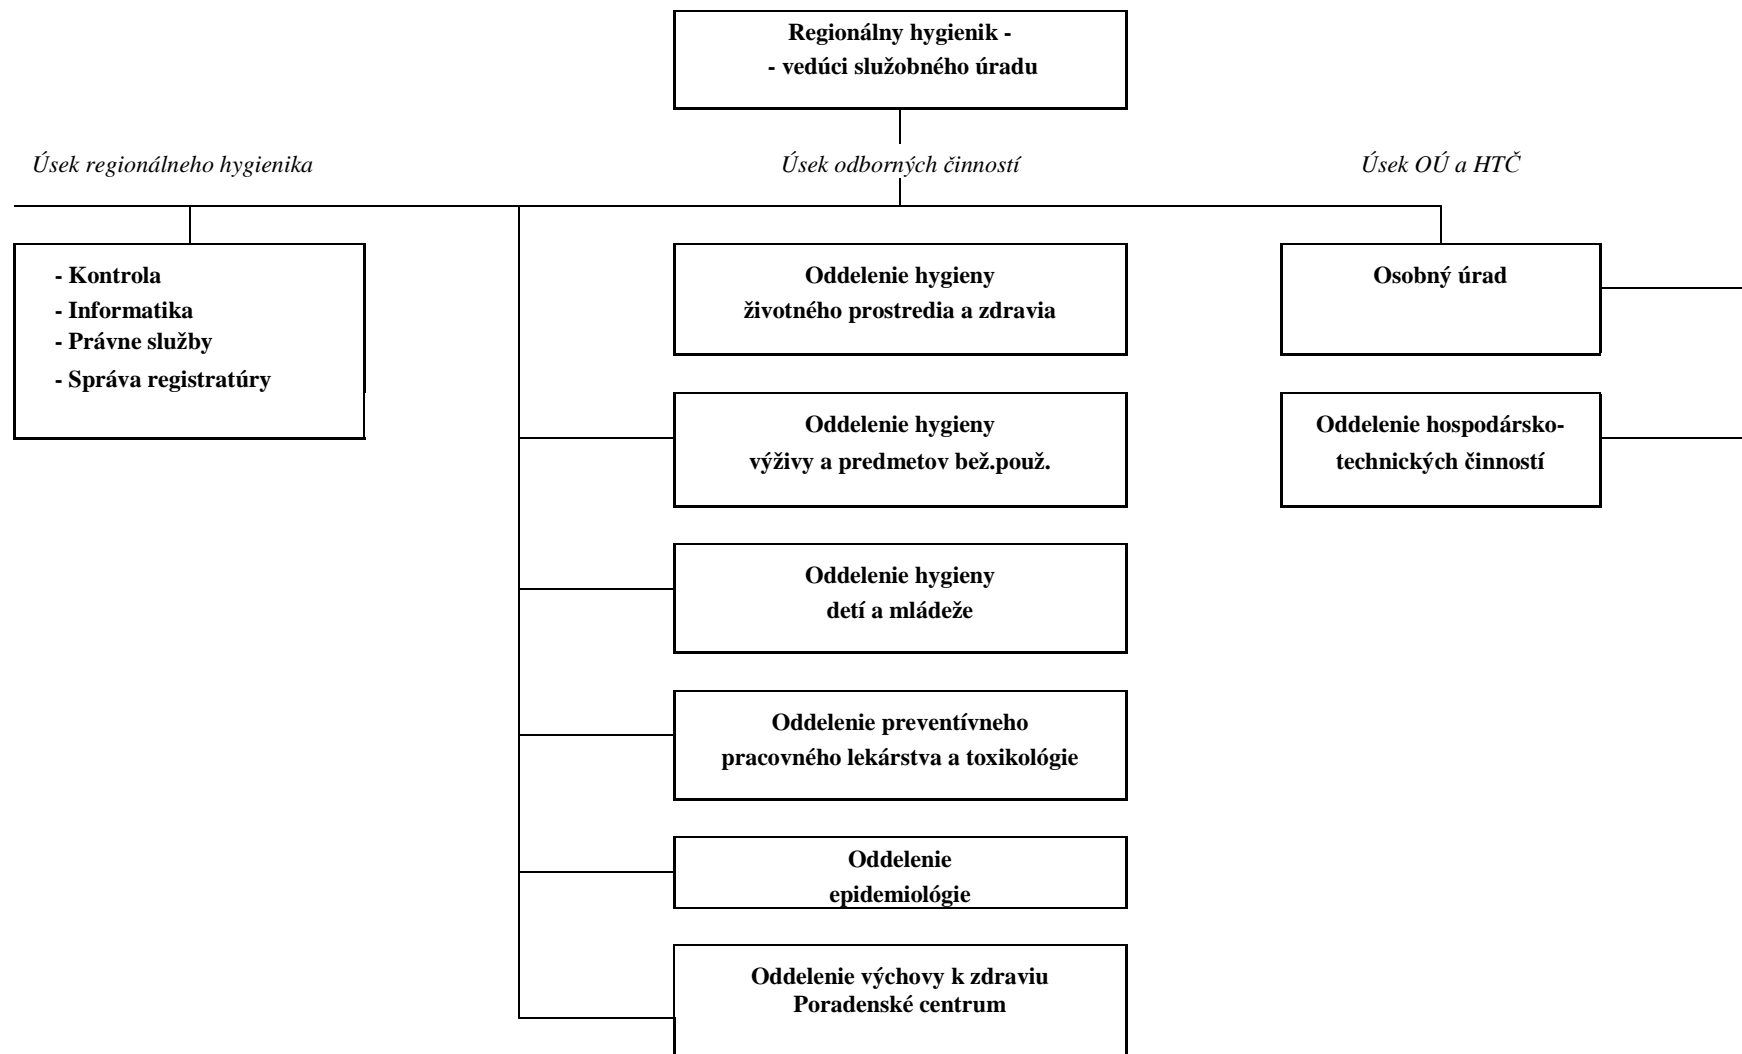 Regionálny hygienik -
- vedúci služobného úradu
Úsek regionálneho hygienika
Úsek odborných činností
Úsek OÚ a HTČ
- Kontrola
- Informatika
- Právne služby
- Správa registratúry
Oddelenie hygieny
životného prostredia a zdravia
Osobný úrad
Oddelenie hygieny
výživy a predmetov bež.použ.
Oddelenie hospodársko-
technických činností
Oddelenie hygieny
detí a mládeže
Oddelenie preventívneho
pracovného lekárstva a toxikológie
Oddelenie
epidemiológie
Oddelenie výchovy k zdraviu
Poradenské centrum